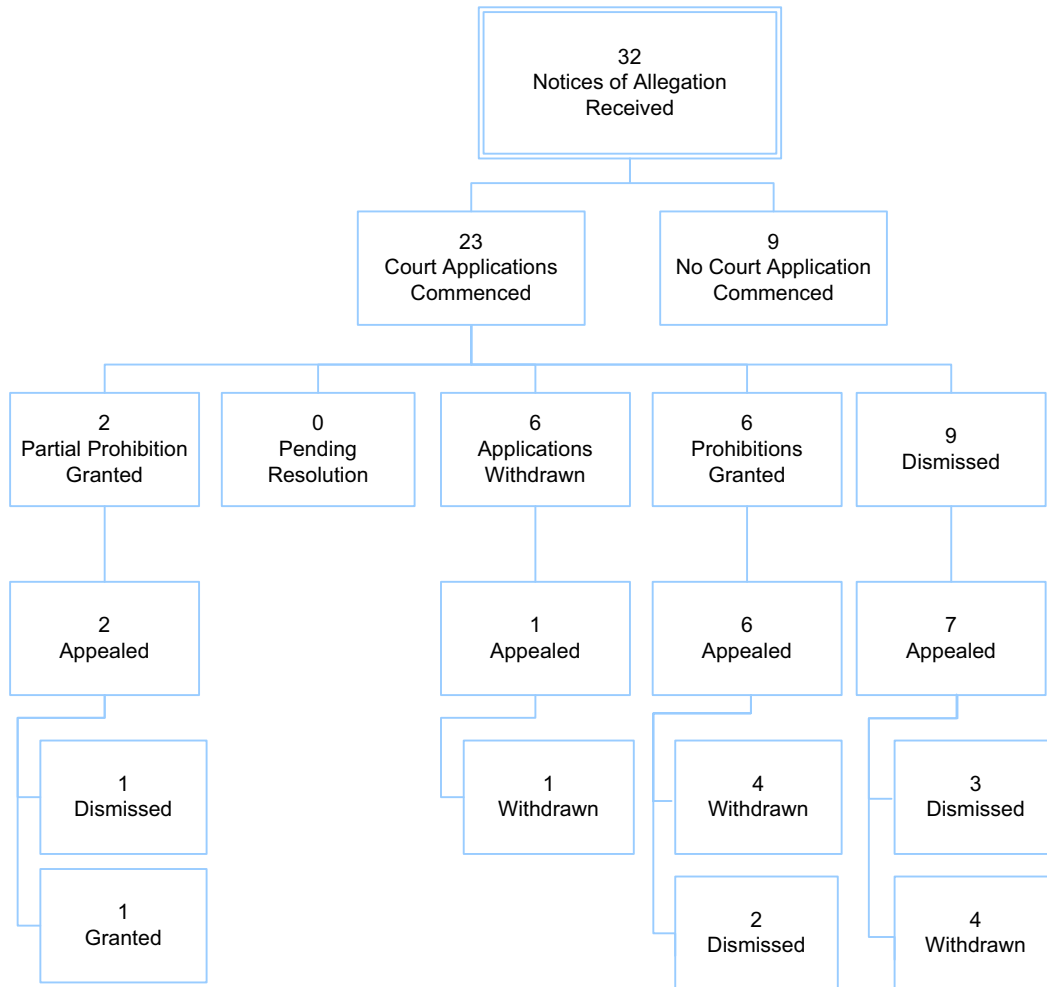 32
Notices of Allegation
Received
23
Court Applications
Commenced
9
No Court Application
Commenced
2
Partial Prohibition
Granted
0
Pending
Resolution
6
Applications
Withdrawn
6
Prohibitions
Granted
9
Dismissed
2
Appealed
1
Appealed
6
Appealed
7
Appealed
1
Dismissed
1
Withdrawn
4
Withdrawn
3
Dismissed
1
Granted
2
Dismissed
4
Withdrawn